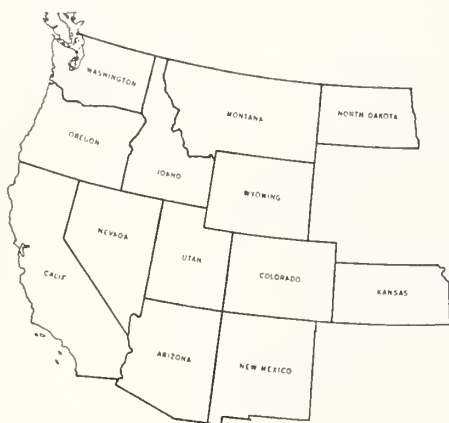 WASHINGTON
MONTANA
NORTH DAKOTA
OREGON
IDAHO
WYOMING
NEVADA
UTAH
COLORADO
CALIF
KANSAS
ARIZONA
NEW MEXICO